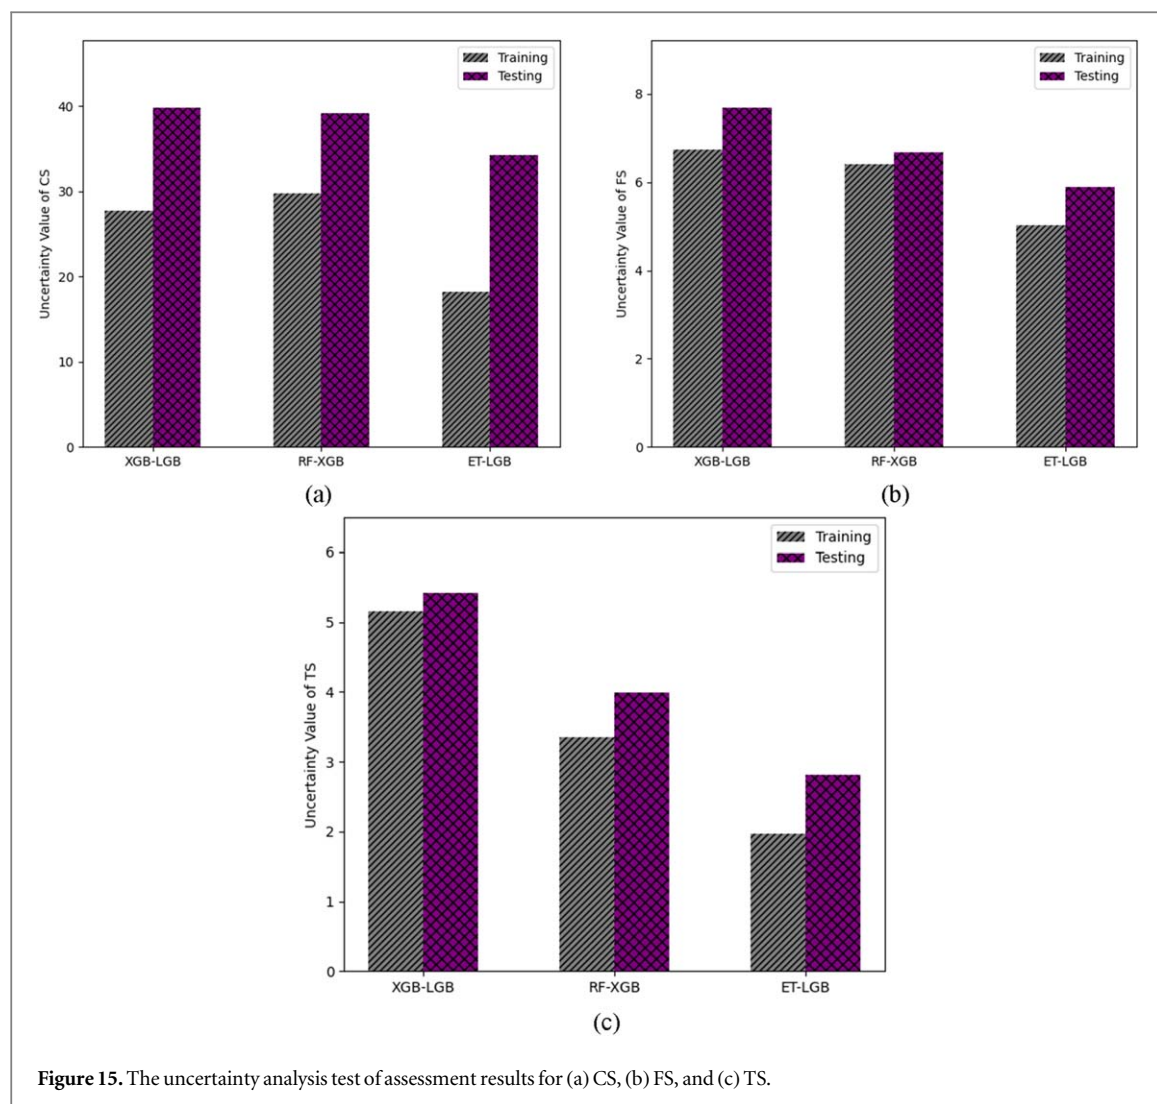 Training
Testing
40
30
20
10
0
Uncertainty Value of CS
XGB-LGB RF-XGB ET-LGB
(a)
Training
Testing
8
6
4
2
0
Uncertainty Value of FS
XGB-LGB RF-XGB ET-LGB
(b)
Training
Testing
6
5
4
3
2
1
0
Uncertainty Value of TS
XGB-LGB RF-XGB ET-LGB
(c)
Figure 15. The uncertainty analysis test of assessment results for (a) CS, (b) FS, and (c) TS.